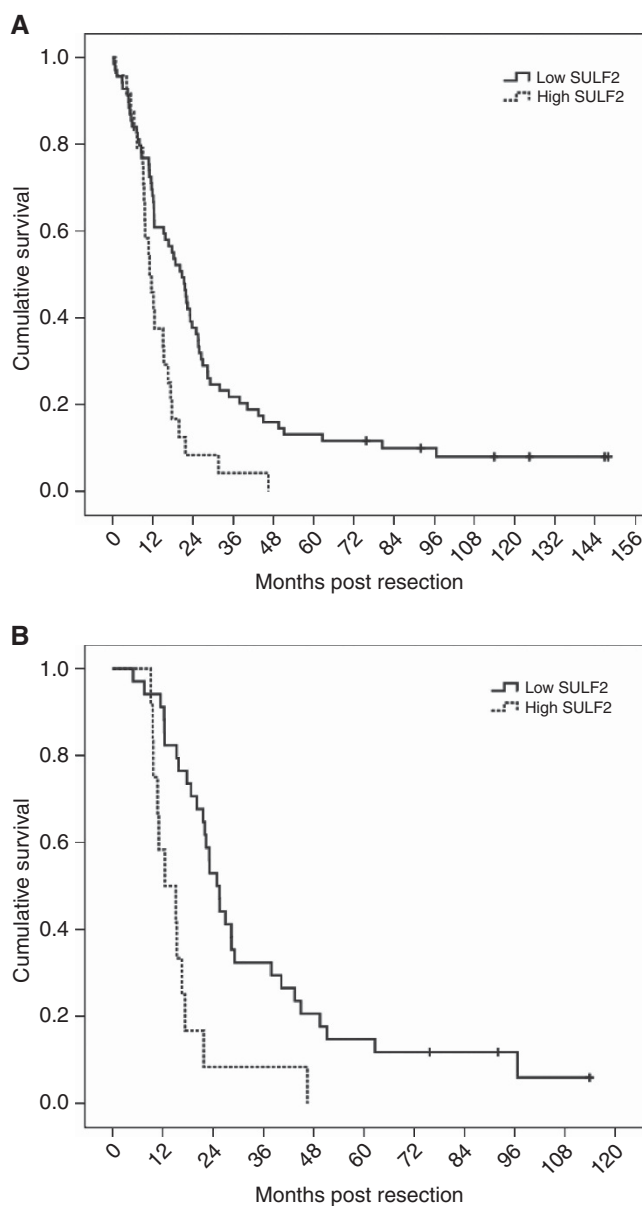 A
1.0
0.8
0.6
0.4
0.2
0.0
Cumulative survival
Low SULF2
High SULF2
0 12 24 36 48 60 72 84 96 108 120 132 144 156
Months post resection
B
1.0
0.8
0.6
0.4
0.2
0.0
Cumulative survival
Low SULF2
High SULF2
0 12 24 36 48 60 72 84 96 108 120
Months post resection